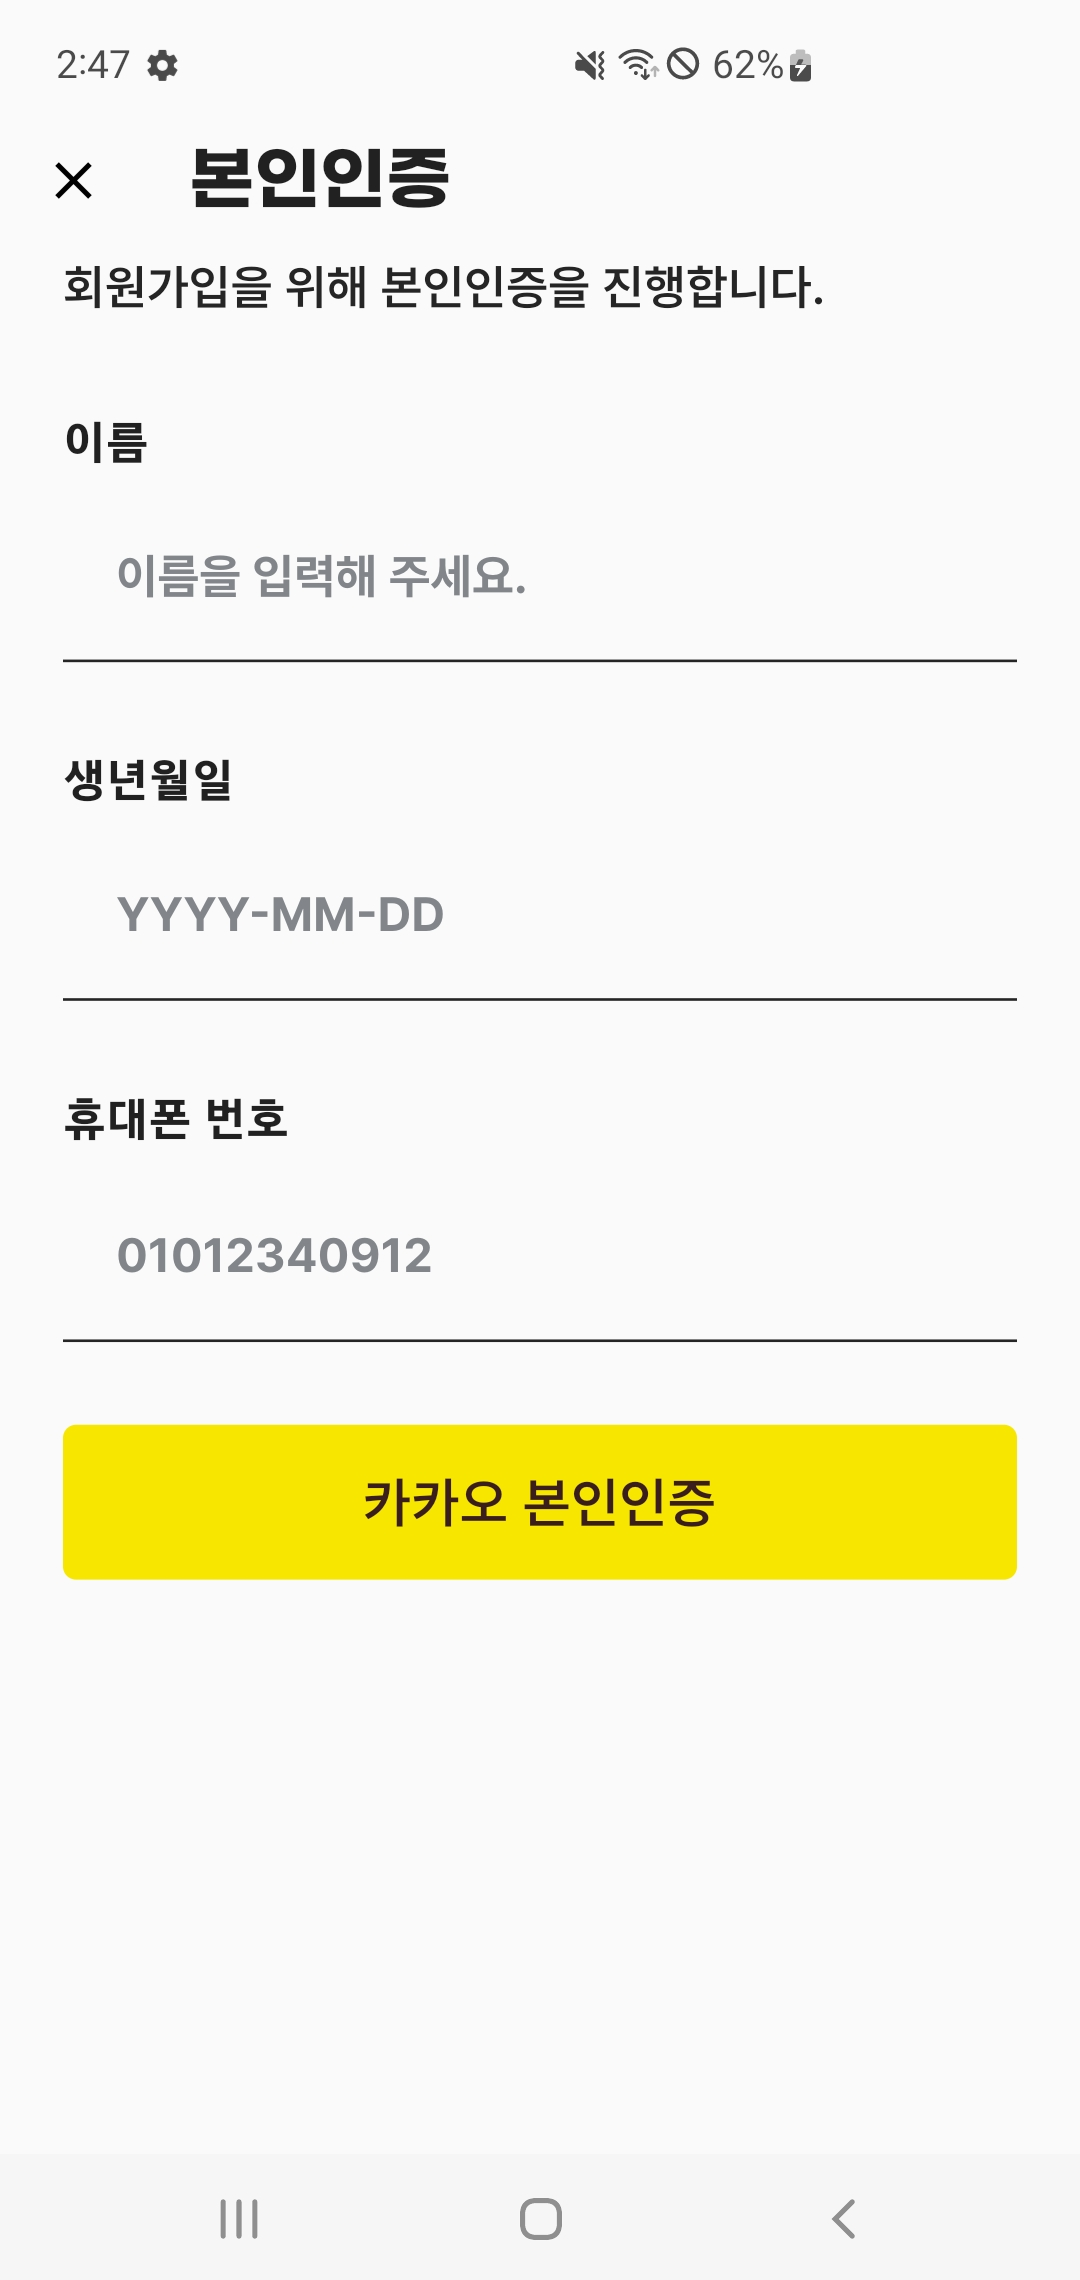 2:47 62%
본인인증
회원가입을 위해 본인인증을 진행합니다.
이름
이름을 입력해 주세요.
생년월일
YYYY-MM-DD
휴대폰 번호
01012340912
카카오 본인인증